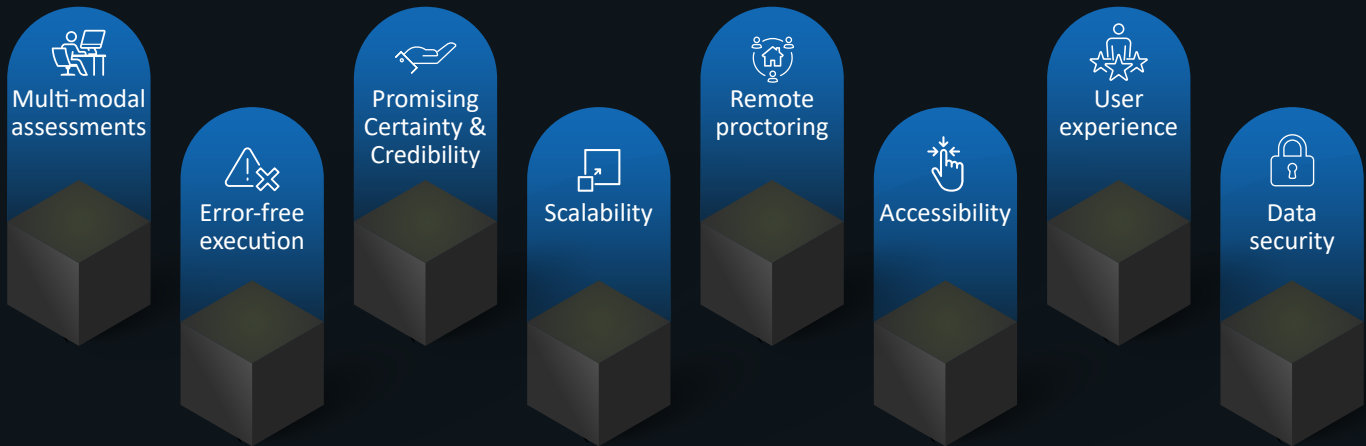 Multi-modal
assessments
Error-free
execution
Promising
Certainty &
Credibility
Scalability
Remote
proctoring
Accessibility
User
experience
Data
security